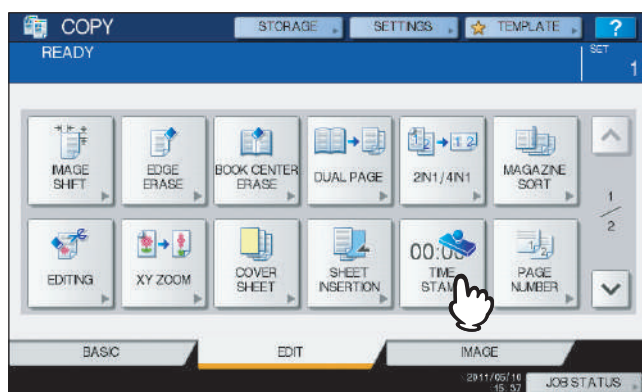 COPY
STORAGE
SETTINGS
TEMPLATE
?
READY
SET
1
IMAGE
SHIFT
EDGE
ERASE
BOOK CENTER
ERASE
DUAL PAGE
2IN1/4IN1
MAGAZINE
SORT
1
2
EDITING
XY ZOOM
COVER
SHEET
SHEET
INSERTION
TIME
PAGE
NUMBER
BASIC
EDIT
IMAGE
JOB STATUS